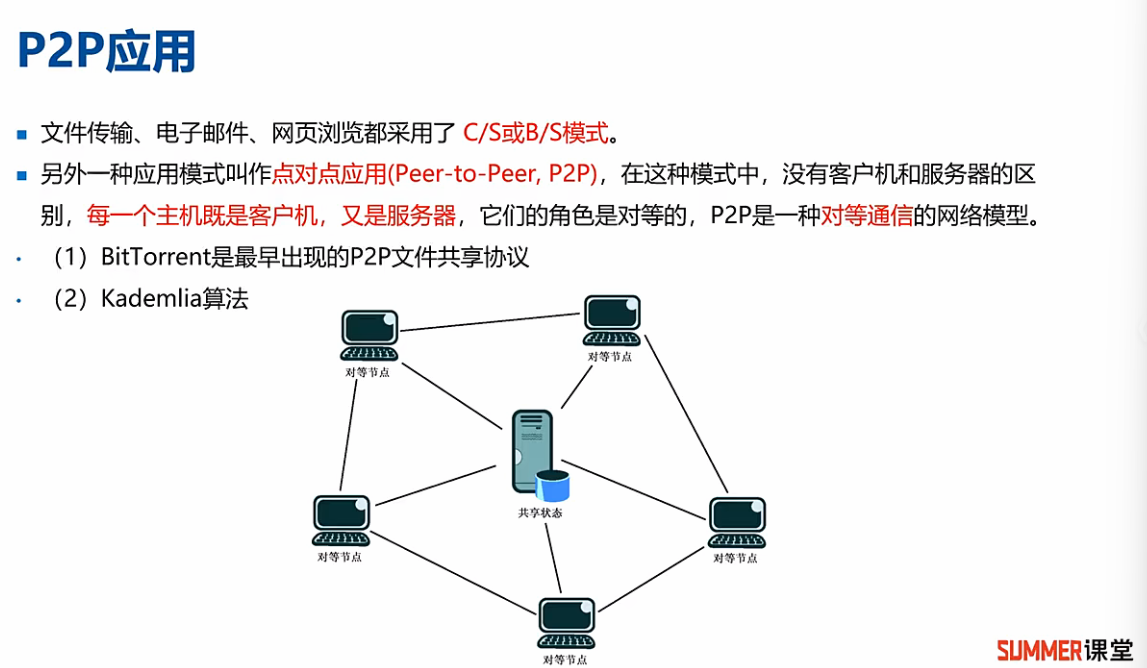 P2P应用
文件传输、电子邮件、网页浏览都采用了 C/S或B/S模式。
另外一种应用模式叫作点对点应用(Peer-to-Peer, P2P)，在这种模式中，没有客户机和服务器的区
别，每一个主机既是客户机，又是服务器，它们的角色是对等的，P2P是一种对等通信的网络模型。
（1）BitTorrent是最早出现的P2P文件共享协议
（2）Kademlia算法
对等节点
对等节点
共享状态
对等节点
对等节点
对等节点
SUMMER课堂